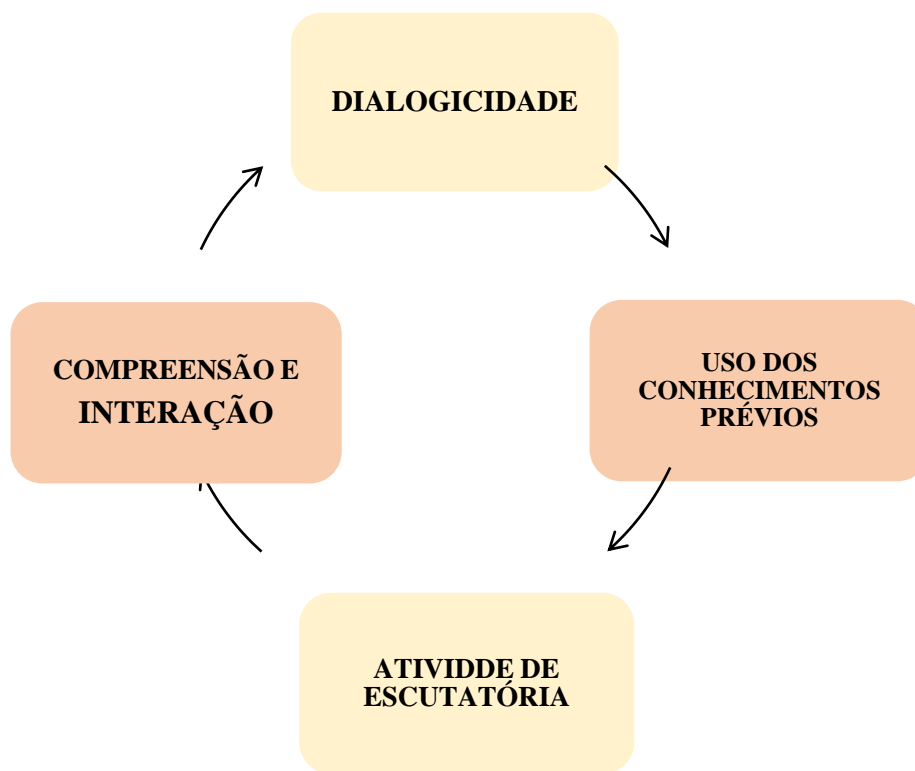 DIALOGICIDADE
USO DOS
CONHECIMENTOS
PRÉVIOS
ATIVIDDE DE
ESCUTATÓRIA
COMPREENSÃO E
INTERAÇÃO